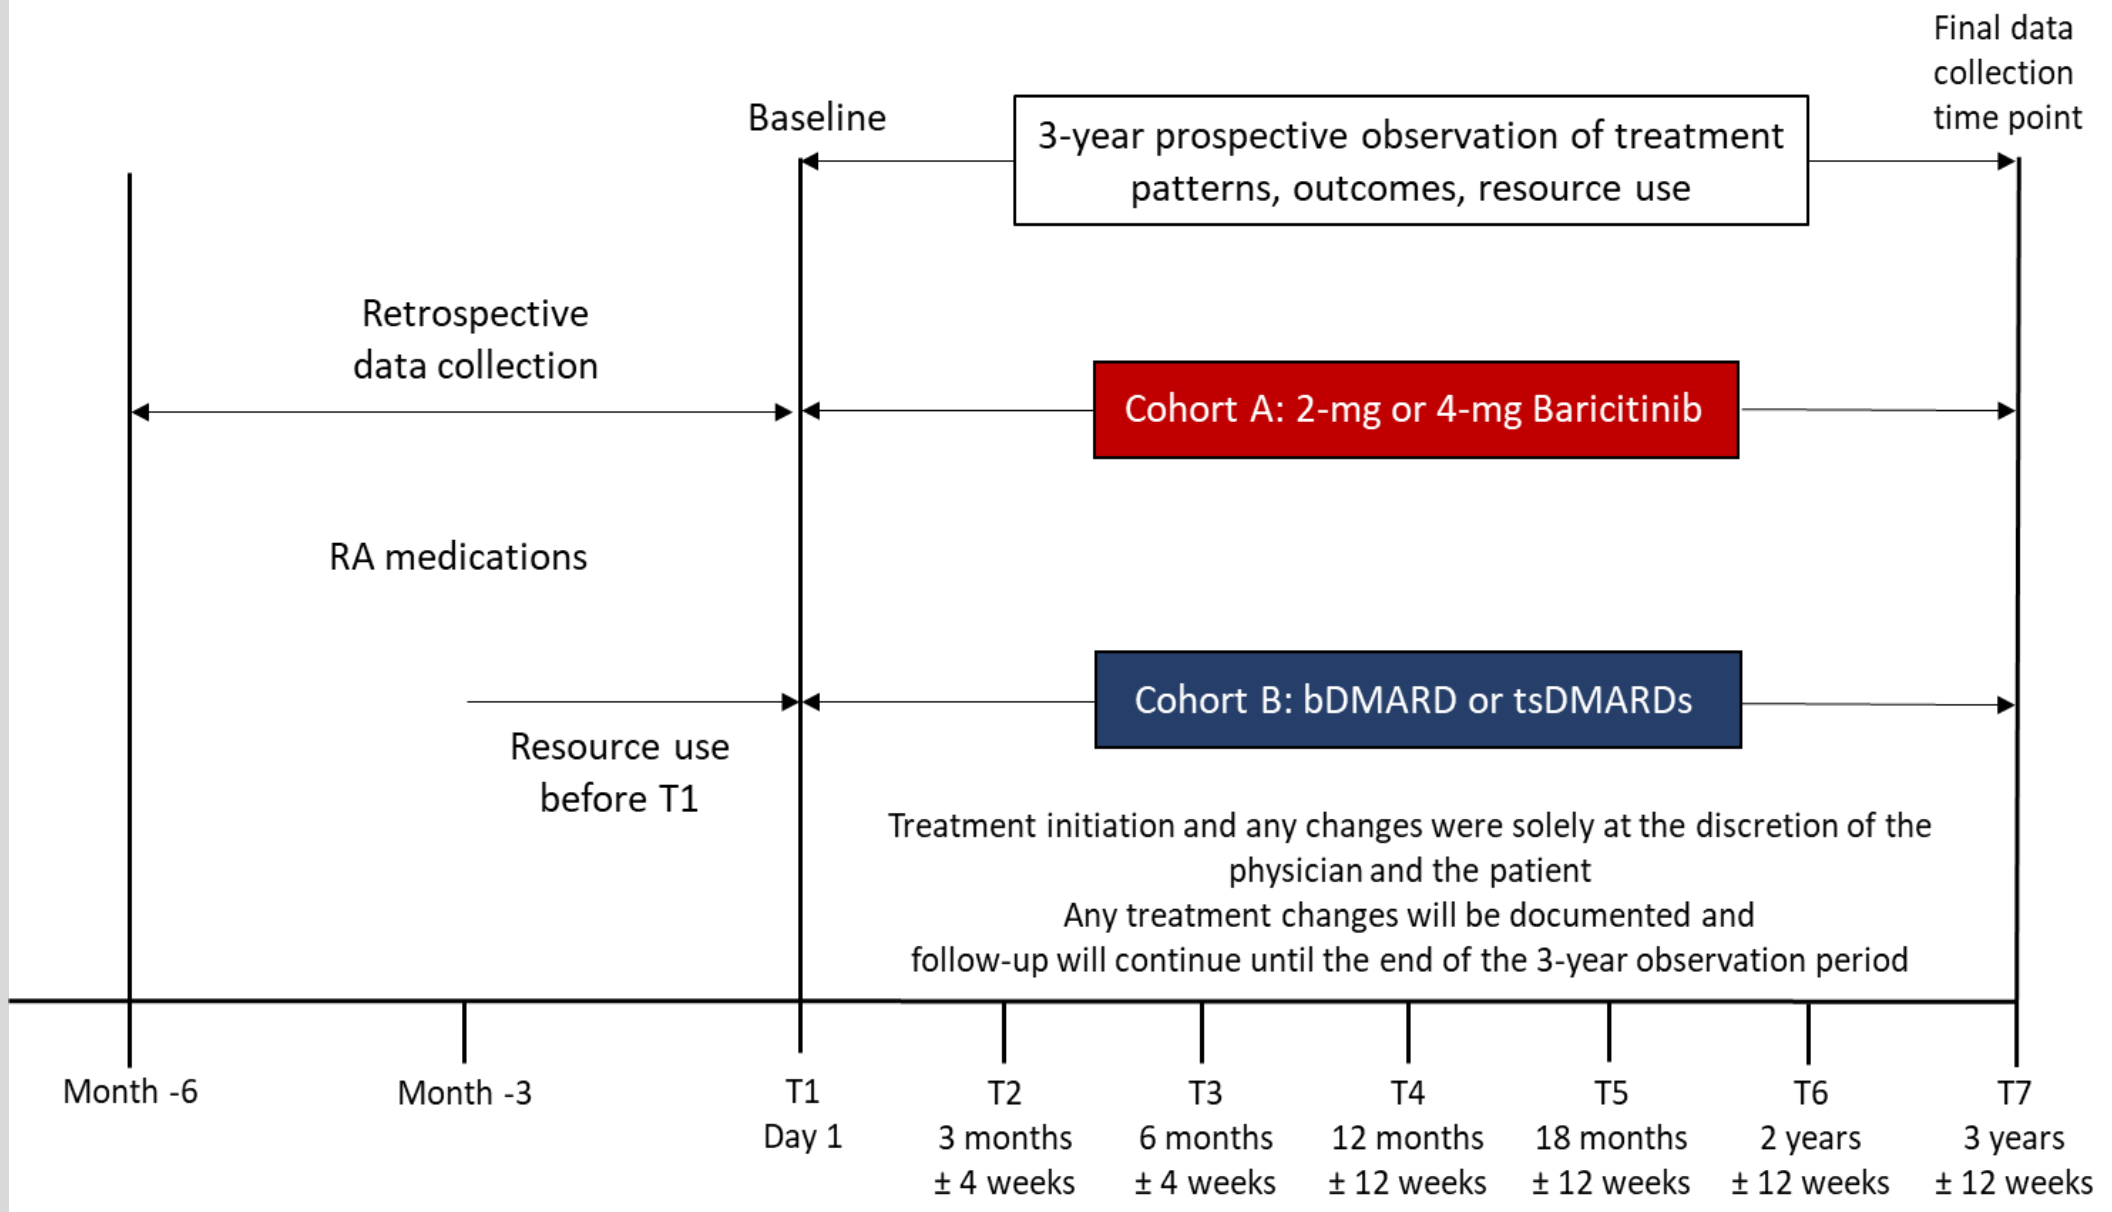 Final data
collection
time point
Baseline
3-year prospective observation of treatment
patterns, outcomes, resource use
Retrospective
data collection
Cohort A: 2-mg or 4-mg Baricitinib
RA medications
Cohort B: bDMARD or tsDMARDs
Resource use
before T1
Treatment initiation and any changes were solely at the discretion of the
physician and the patient
Any treatment changes will be documented and
follow-up will continue until the end of the 3-year observation period
Month -6
Month -3
T1
Day 1
T2
3 months
± 4 weeks
T3
6 months
± 4 weeks
T4
12 months
± 12 weeks
T5
18 months
± 12 weeks
T6
2 years
± 12 weeks
T7
3 years
± 12 weeks